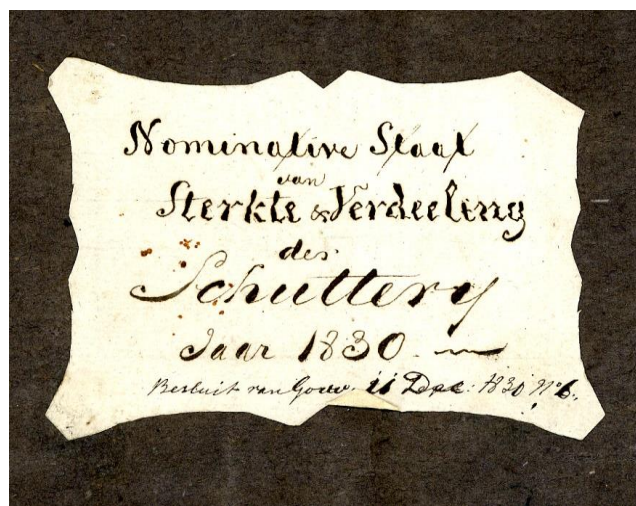 Nominative Staat
van
Sterkte & Verdeeling
der
Schuttery
Jaar 1830.
Besluit van Gouv. 11 Dec: 1830 No 6.